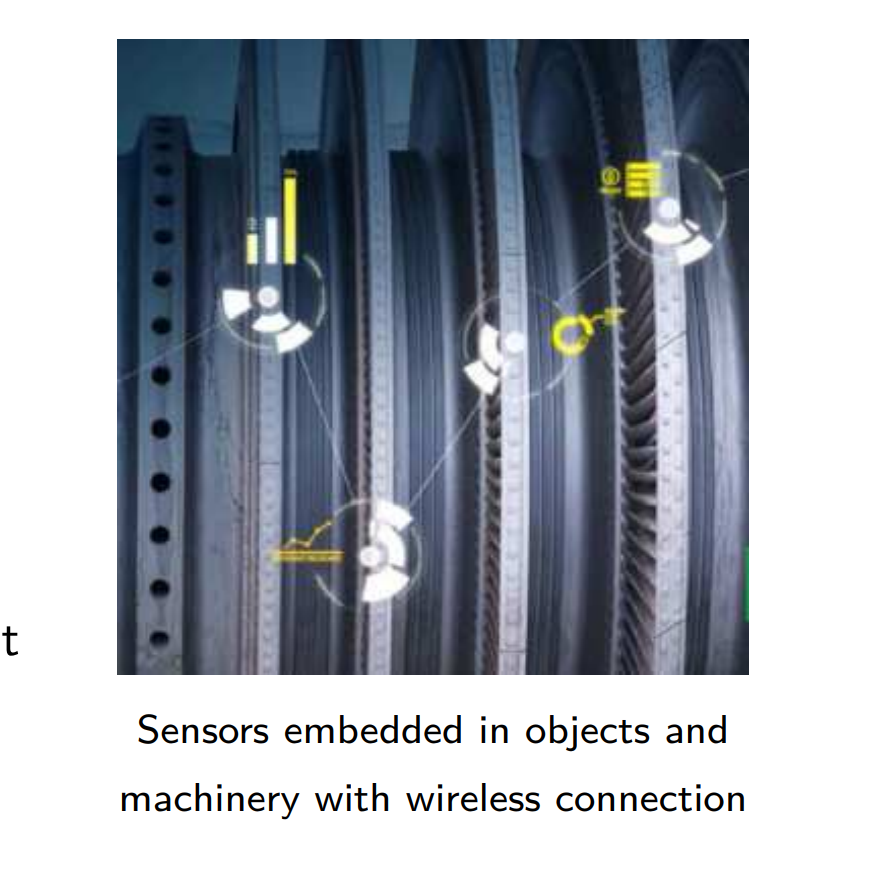 t
Sensors embedded in objects and
machinery with wireless connection